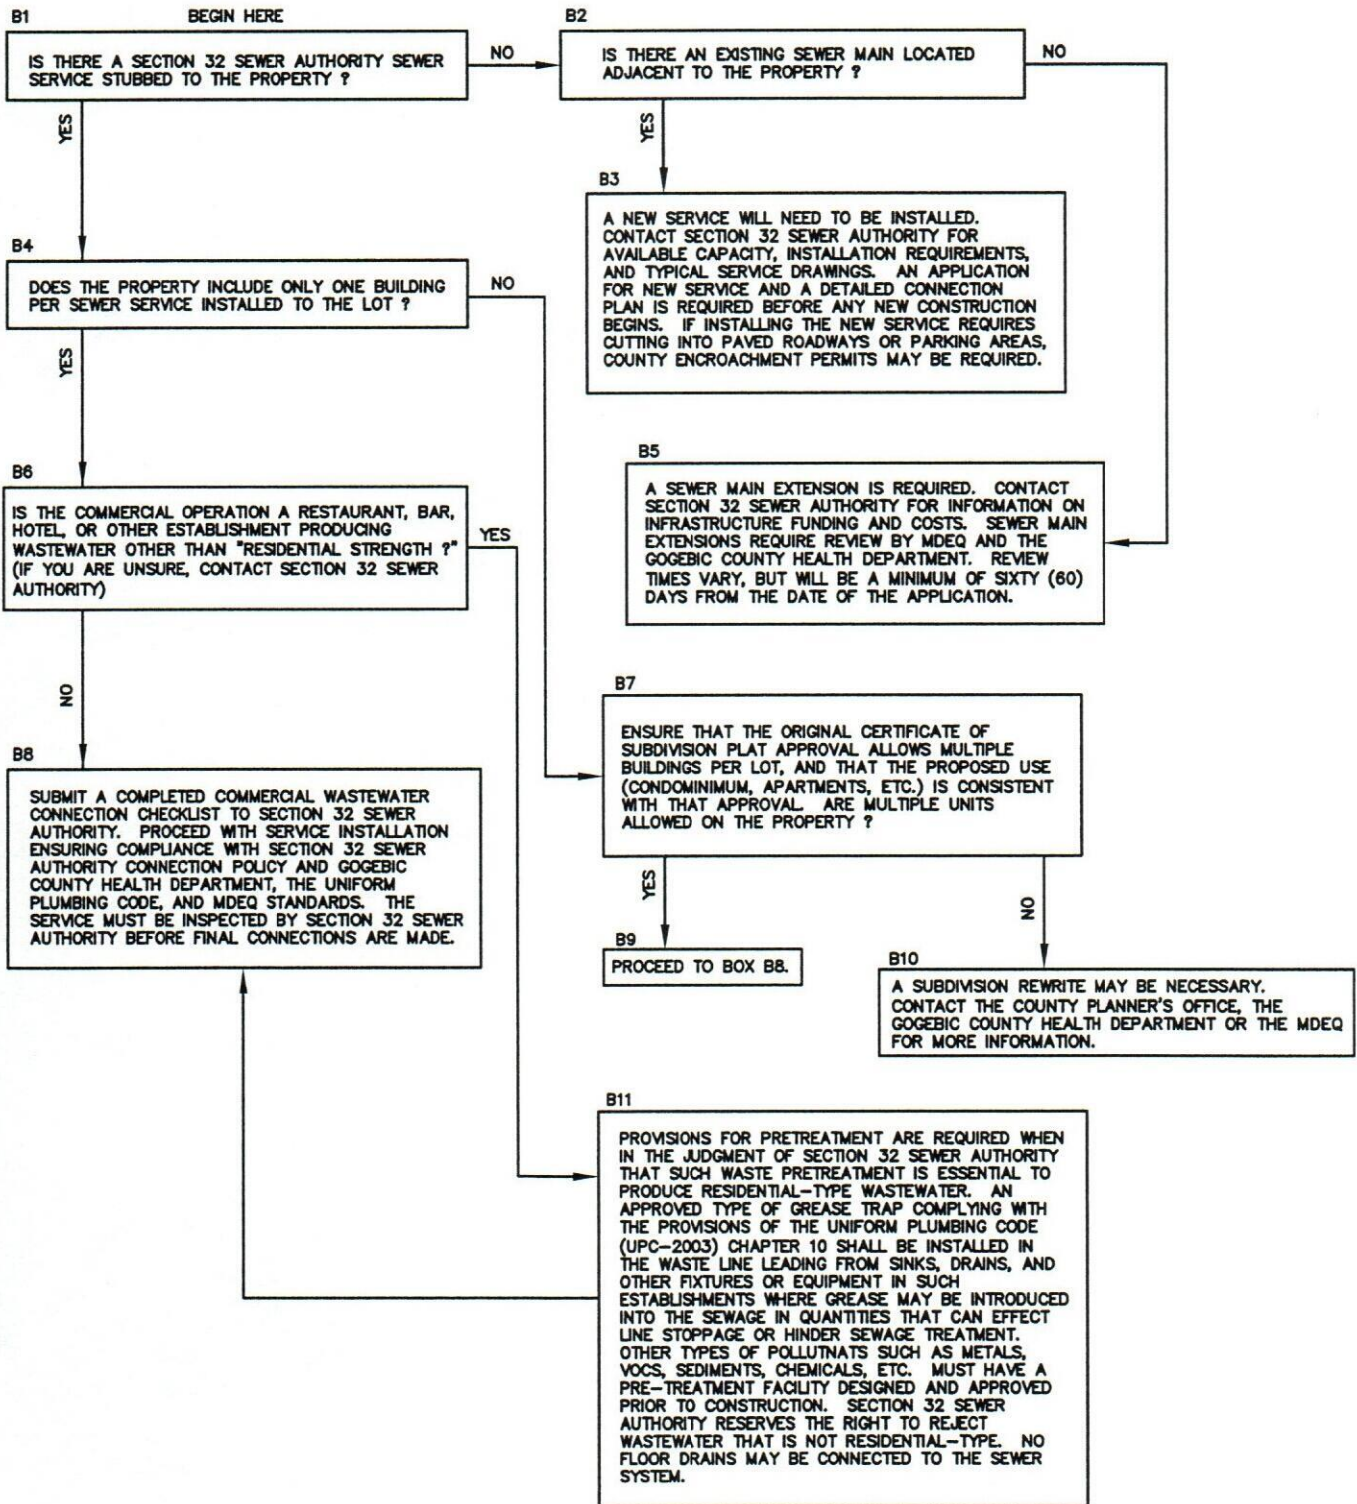 B1
BEGIN HERE
IS THERE A SECTION 32 SEWER AUTHORITY SEWER
SERVICE STUBBED TO THE PROPERTY ?
NO
B2
IS THERE AN EXISTING SEWER MAIN LOCATED
ADJACENT TO THE PROPERTY ?
NO
YES
YES
B3
A NEW SERVICE WILL NEED TO BE INSTALLED.
CONTACT SECTION 32 SEWER AUTHORITY FOR
AVAILABLE CAPACITY, INSTALLATION REQUIREMENTS,
AND TYPICAL SERVICE DRAWINGS. AN APPLICATION
FOR NEW SERVICE AND A DETAILED CONNECTION
PLAN IS REQUIRED BEFORE ANY NEW CONSTRUCTION
BEGINS. IF INSTALLING THE NEW SERVICE REQUIRES
CUTTING INTO PAVED ROADWAYS OR PARKING AREAS,
COUNTY ENCROACHMENT PERMITS MAY BE REQUIRED.
B4
DOES THE PROPERTY INCLUDE ONLY ONE BUILDING
PER SEWER SERVICE INSTALLED TO THE LOT ?
NO
YES
B5
A SEWER MAIN EXTENSION IS REQUIRED. CONTACT
SECTION 32 SEWER AUTHORITY FOR INFORMATION ON
INFRASTRUCTURE FUNDING AND COSTS. SEWER MAIN
EXTENSIONS REQUIRE REVIEW BY MDEQ AND THE
GOGEBIC COUNTY HEALTH DEPARTMENT. REVIEW
TIMES VARY, BUT WILL BE A MINIMUM OF SIXTY (60)
DAYS FROM THE DATE OF THE APPLICATION.
B6
IS THE COMMERCIAL OPERATION A RESTAURANT, BAR,
HOTEL, OR OTHER ESTABLISHMENT PRODUCING
WASTEWATER OTHER THAN "RESIDENTIAL STRENGTH ?"
(IF YOU ARE UNSURE, CONTACT SECTION 32 SEWER
AUTHORITY)
YES
NO
B7
ENSURE THAT THE ORIGINAL CERTIFICATE OF
SUBDIVISION PLAT APPROVAL ALLOWS MULTIPLE
BUILDINGS PER LOT, AND THAT THE PROPOSED USE
(CONDOMINIMUM, APARTMENTS, ETC.) IS CONSISTENT
WITH THAT APPROVAL. ARE MULTIPLE UNITS
ALLOWED ON THE PROPERTY ?
YES
NO
B8
SUBMIT A COMPLETED COMMERCIAL WASTEWATER
CONNECTION CHECKLIST TO SECTION 32 SEWER
AUTHORITY. PROCEED WITH SERVICE INSTALLATION
ENSURING COMPLIANCE WITH SECTION 32 SEWER
AUTHORITY CONNECTION POLICY AND GOGEBIC
COUNTY HEALTH DEPARTMENT, THE UNIFORM
PLUMBING CODE, AND MDEQ STANDARDS. THE
SERVICE MUST BE INSPECTED BY SECTION 32 SEWER
AUTHORITY BEFORE FINAL CONNECTIONS ARE MADE.
B9
PROCEED TO BOX B8.
B10
A SUBDIVISION REWRITE MAY BE NECESSARY.
CONTACT THE COUNTY PLANNER'S OFFICE, THE
GOGEBIC COUNTY HEALTH DEPARTMENT OR THE MDEQ
FOR MORE INFORMATION.
B11
PROVISIONS FOR PRETREATMENT ARE REQUIRED WHEN
IN THE JUDGMENT OF SECTION 32 SEWER AUTHORITY
THAT SUCH WASTE PRETREATMENT IS ESSENTIAL TO
PRODUCE RESIDENTIAL-TYPE WASTEWATER. AN
APPROVED TYPE OF GREASE TRAP COMPLYING WITH
THE PROVISIONS OF THE UNIFORM PLUMBING CODE
(UPC-2003) CHAPTER 10 SHALL BE INSTALLED IN
THE WASTE LINE LEADING FROM SINKS, DRAINS, AND
OTHER FIXTURES OR EQUIPMENT IN SUCH
ESTABLISHMENTS WHERE GREASE MAY BE INTRODUCED
INTO THE SEWAGE IN QUANTITIES THAT CAN EFFECT
LINE STOPPAGE OR HINDER SEWAGE TREATMENT.
OTHER TYPES OF POLLUTNATS SUCH AS METALS,
VOCS, SEDIMENTS, CHEMICALS, ETC. MUST HAVE A
PRE-TREATMENT FACILITY DESIGNED AND APPROVED
PRIOR TO CONSTRUCTION. SECTION 32 SEWER
AUTHORITY RESERVES THE RIGHT TO REJECT
WASTEWATER THAT IS NOT RESIDENTIAL-TYPE. NO
FLOOR DRAINS MAY BE CONNECTED TO THE SEWER
SYSTEM.